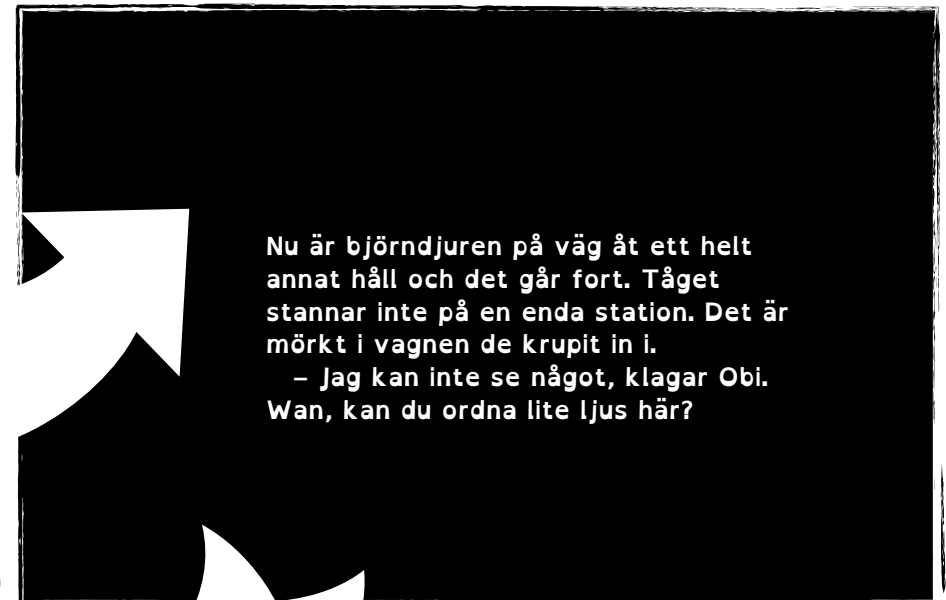 Nu är björndjuren på väg åt ett helt
annat håll och det går fort. Tåget
stannar inte på en enda station. Det är
mörkt i vagnen de krupit in i.
– Jag kan inte se något, klagar Obi.
Wan, kan du ordna lite ljus här?